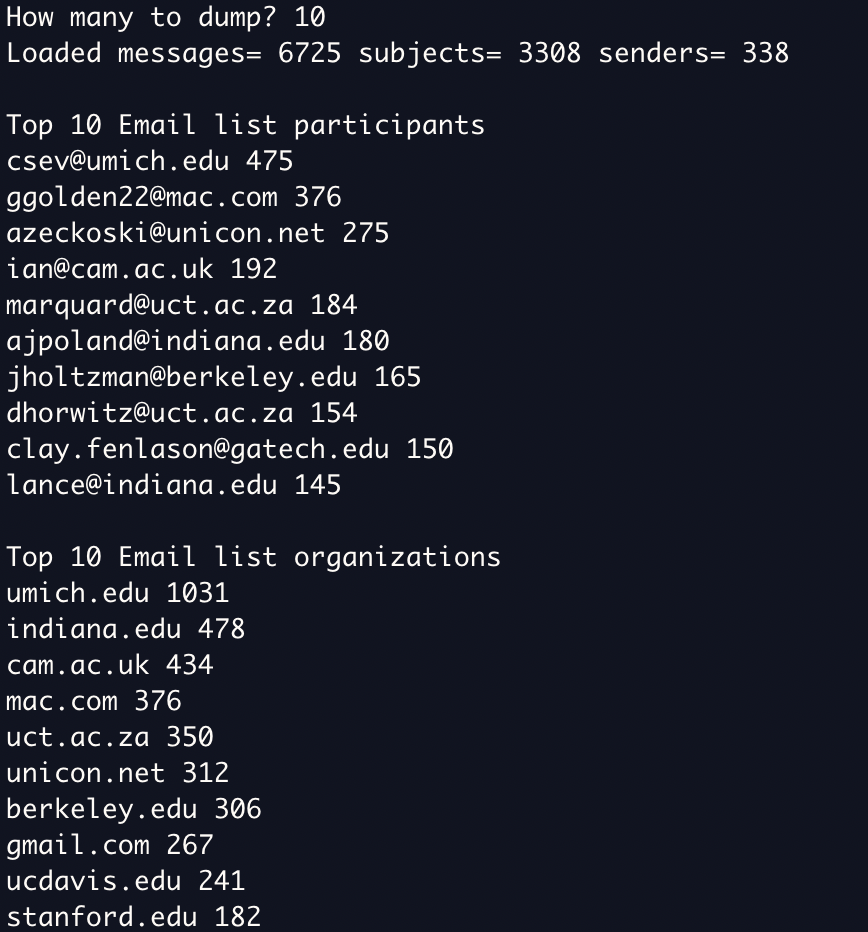 How many to dump? 10
Loaded messages= 6725 subjects= 3308 senders= 338
Top 10 Email list participants
csev@umich.edu 475
ggolden22@mac.com 376
azeckoski@unicon.net 275
ian@cam.ac.uk 192
marquard@uct.ac.za 184
ajpoland@indiana.edu 180
jholtzman@berkeley.edu 165
dhorwitz@uct.ac.za 154
clay.fenlason@gatech.edu 150
lance@indiana.edu 145
Top 10 Email list organizations
umich.edu 1031
indiana.edu 478
cam.ac.uk 434
mac.com 376
uct.ac.za 350
unicon.net 312
berkeley.edu 306
gmail.com 267
ucdavis.edu 241
stanford.edu 182